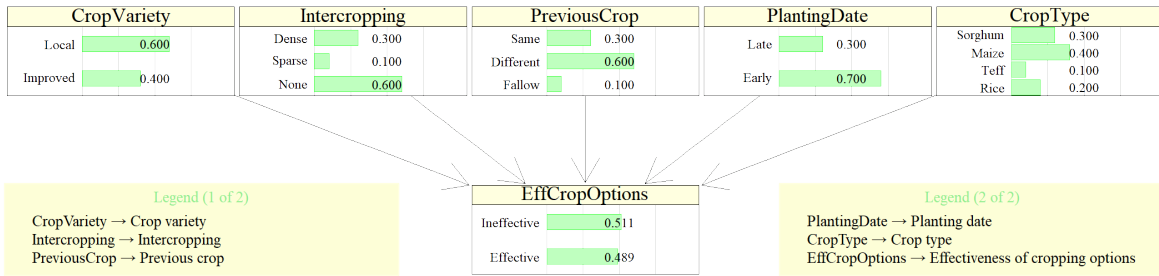 CropVariety
Local 0.600
Improved 0.400
Intercropping
Dense 0.300
Sparse 0.100
None 0.600
PreviousCrop
Same 0.300
Different 0.600
Fallow 0.100
PlantingDate
Late 0.300
Early 0.700
CropType
Sorghum 0.300
Maize 0.400
Teff 0.100
Rice 0.200
EffCropOptions
Ineffective 0.511
Effective 0.489
Legend (1 of 2)
CropVariety → Crop variety
Intercropping → Intercropping
PreviousCrop → Previous crop
Legend (2 of 2)
PlantingDate → Planting date
CropType → Crop type
EffCropOptions → Effectiveness of cropping options